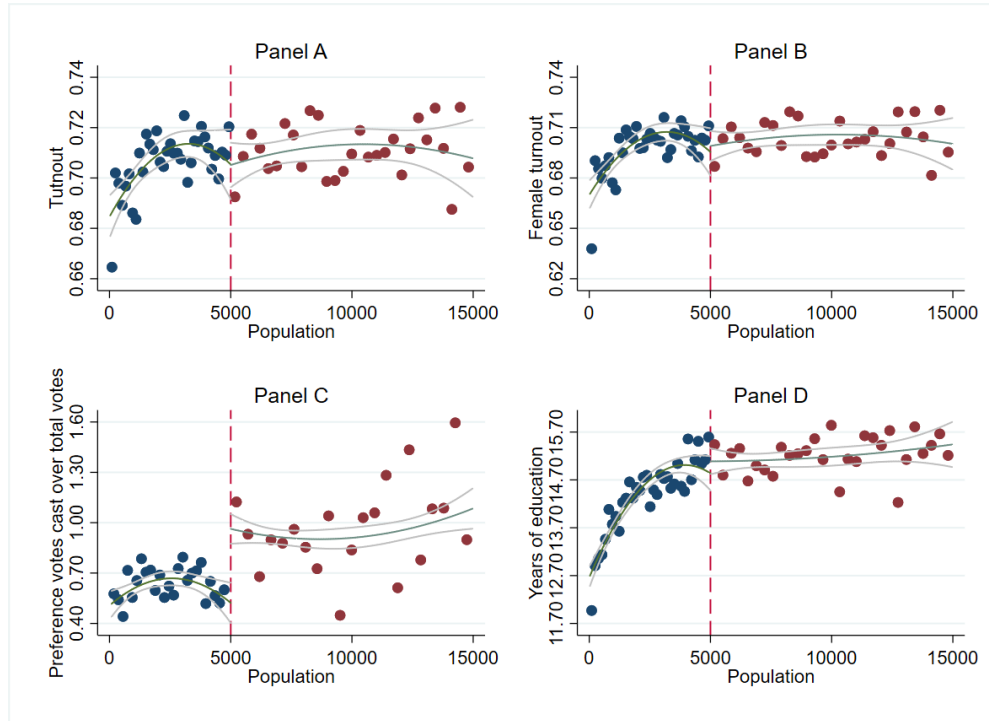 Panel A
Turnout
0.74
0.72
0.70
0.68
0.66
0 5000 10000 15000
Population
Panel B
Female turnout
0.74
0.71
0.68
0.65
0.62
0 5000 10000 15000
Population
Panel C
Preference votes cast over total votes
1.60
1.30
1.00
0.70
0.40
0 5000 10000 15000
Population
Panel D
Years of education
15.70
14.70
13.70
12.70
11.70
0 5000 10000 15000
Population